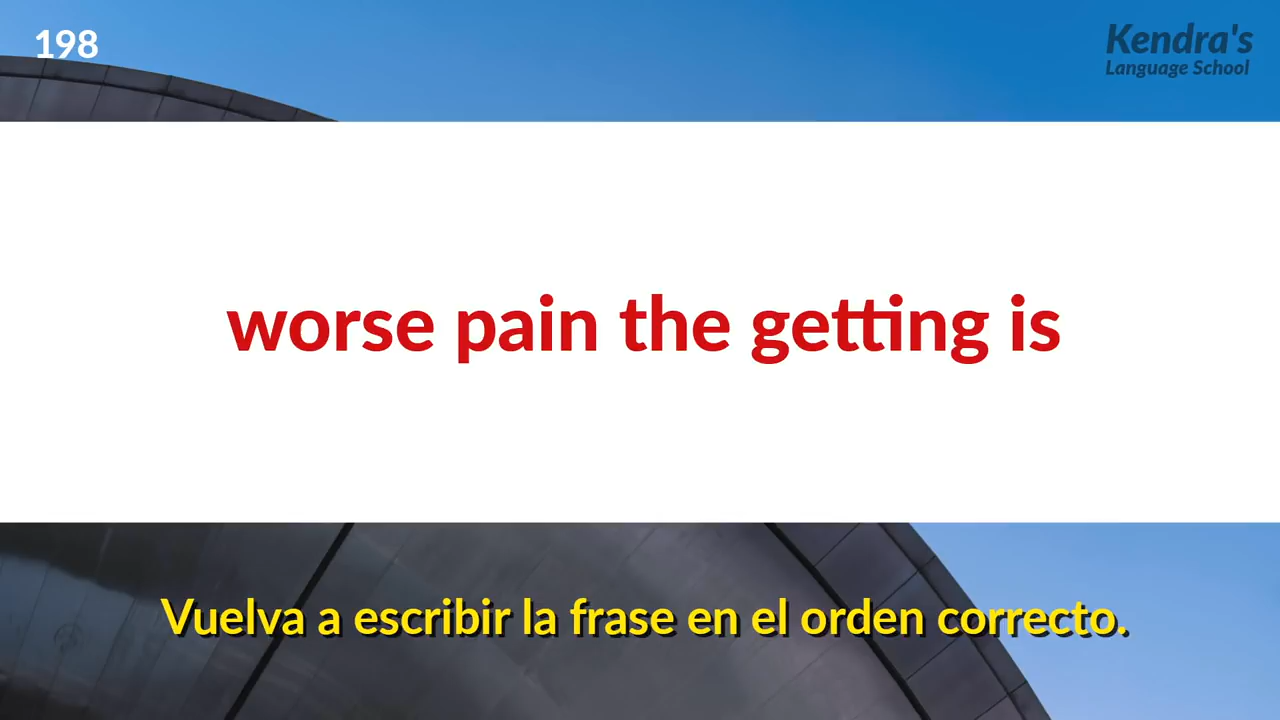 198
Kendra's
Language School
worse pain the getting is
Vuelva a escribir la frase en el orden correcto.